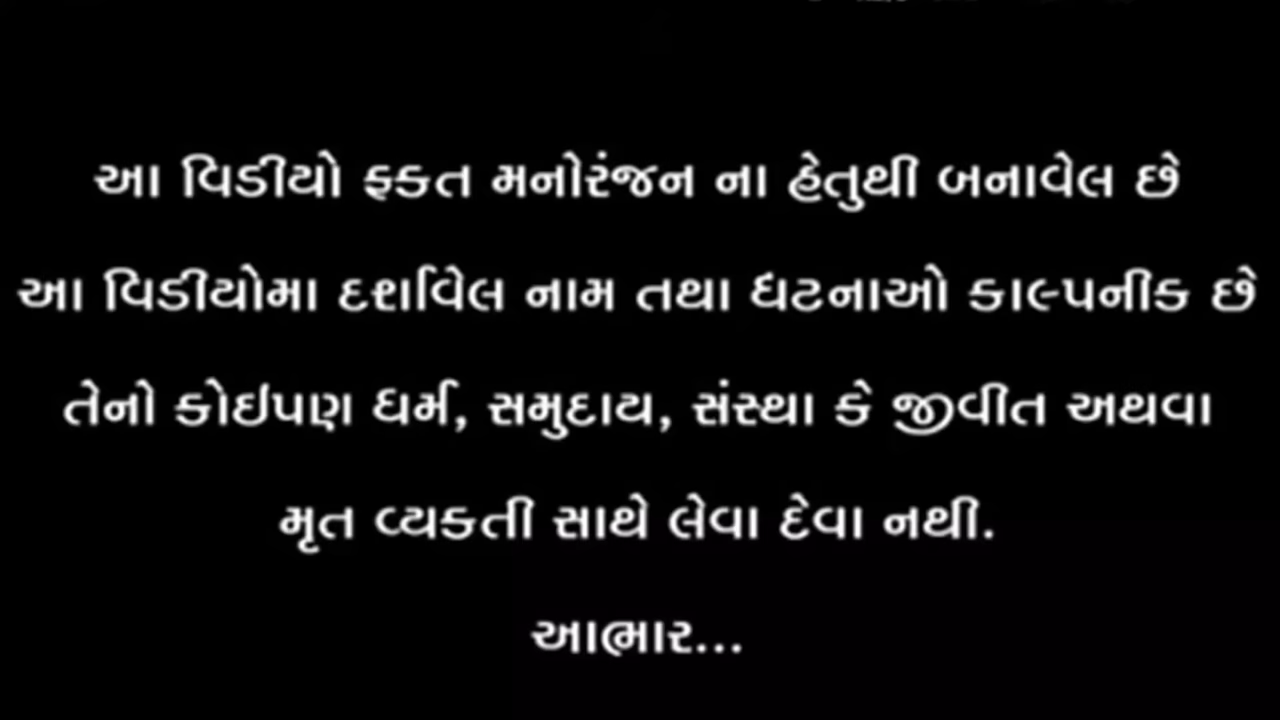 આ વિડીયો ફકત મનોરંજન ના હેતુથી બનાવેલ છે
આ વિડીયોમા દર્શાવેલ નામ તથા ઘટનાઓ કાલ્પનીક છે
તેનો કોઇપણ ધર્મ, સમુદાય, સંસ્થા કે જીવીત અથવા
મૃત વ્યકતી સાથે લેવા દેવા નથી.
આભાર...